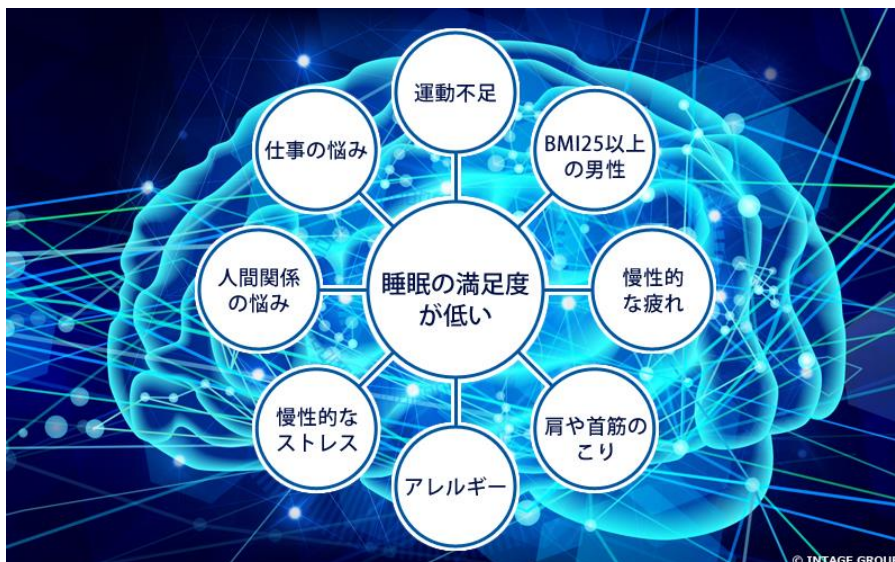 運動不足
BMI25以上
の男性
慢性的
な疲れ
肩や首筋の
こり
アレルギー
慢性的な
ストレス
人間関係
の悩み
仕事の悩み
睡眠の満足度
が低い
© INTAGE GROUP